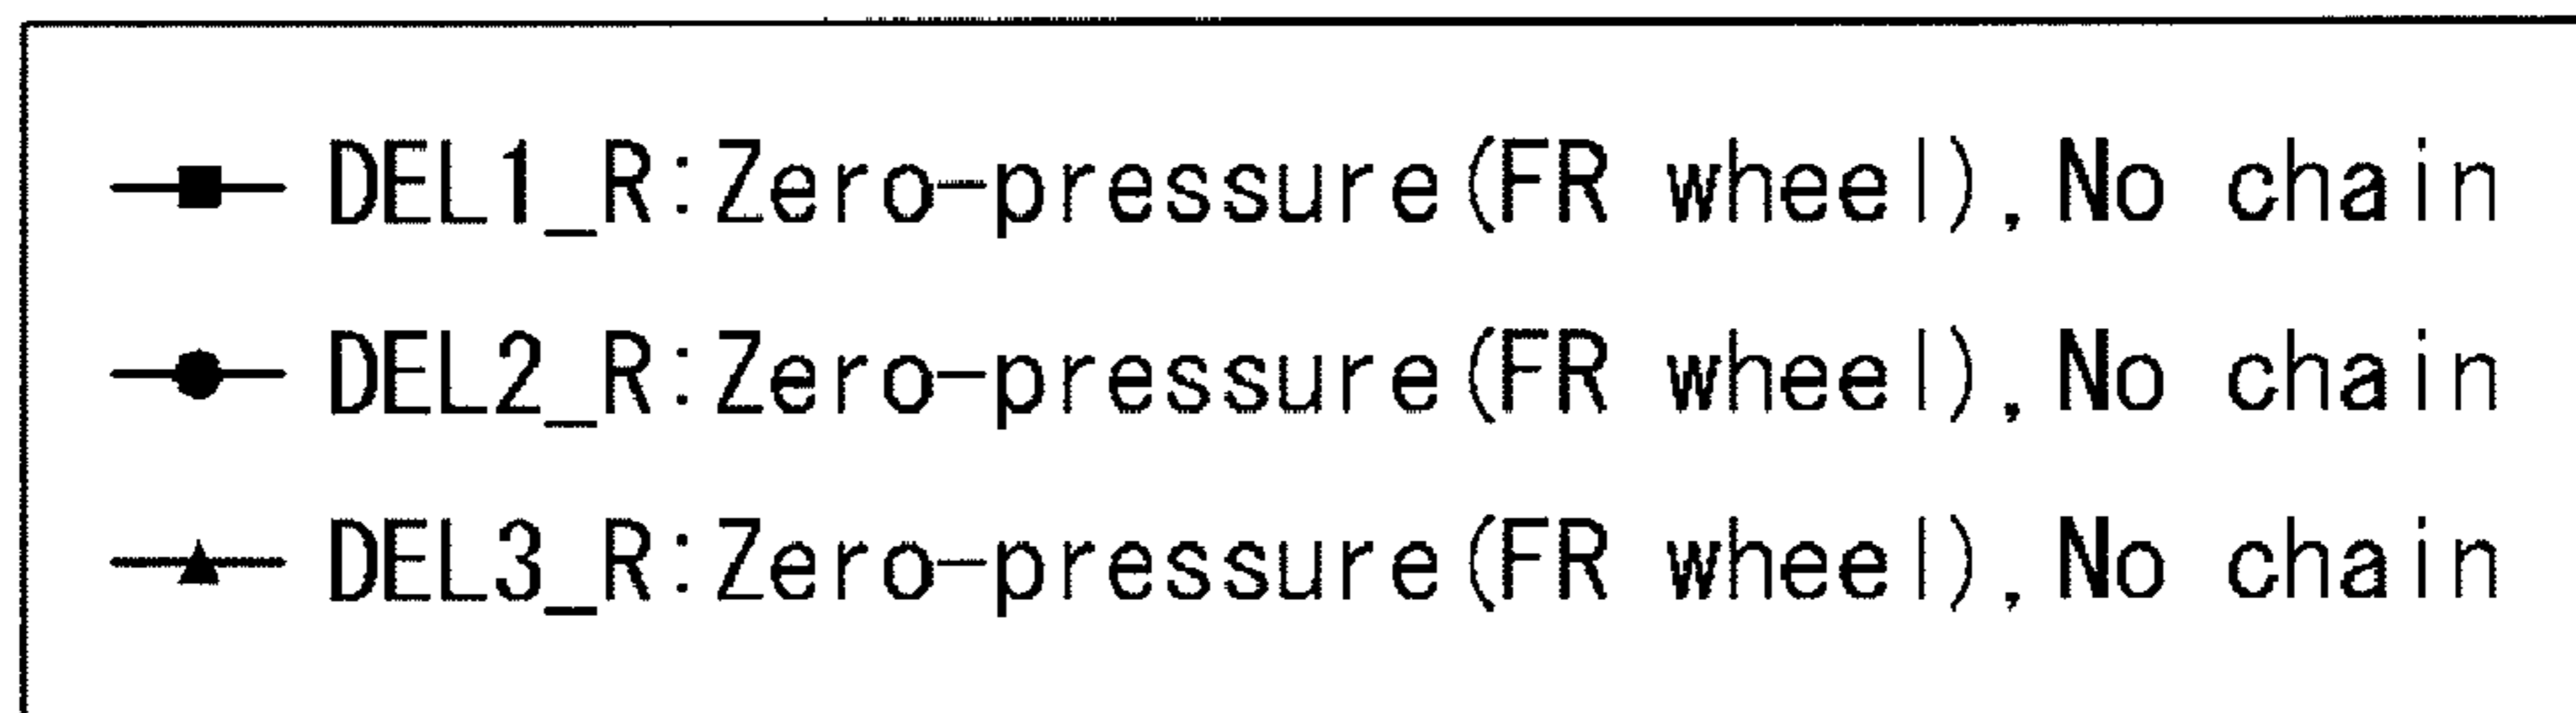 DEL1_R:Zero-pressure(FR wheel),No chain
DEL2_R:Zero-pressure(FR wheel),No chain
DEL3_R:Zero-pressure(FR wheel),No chain